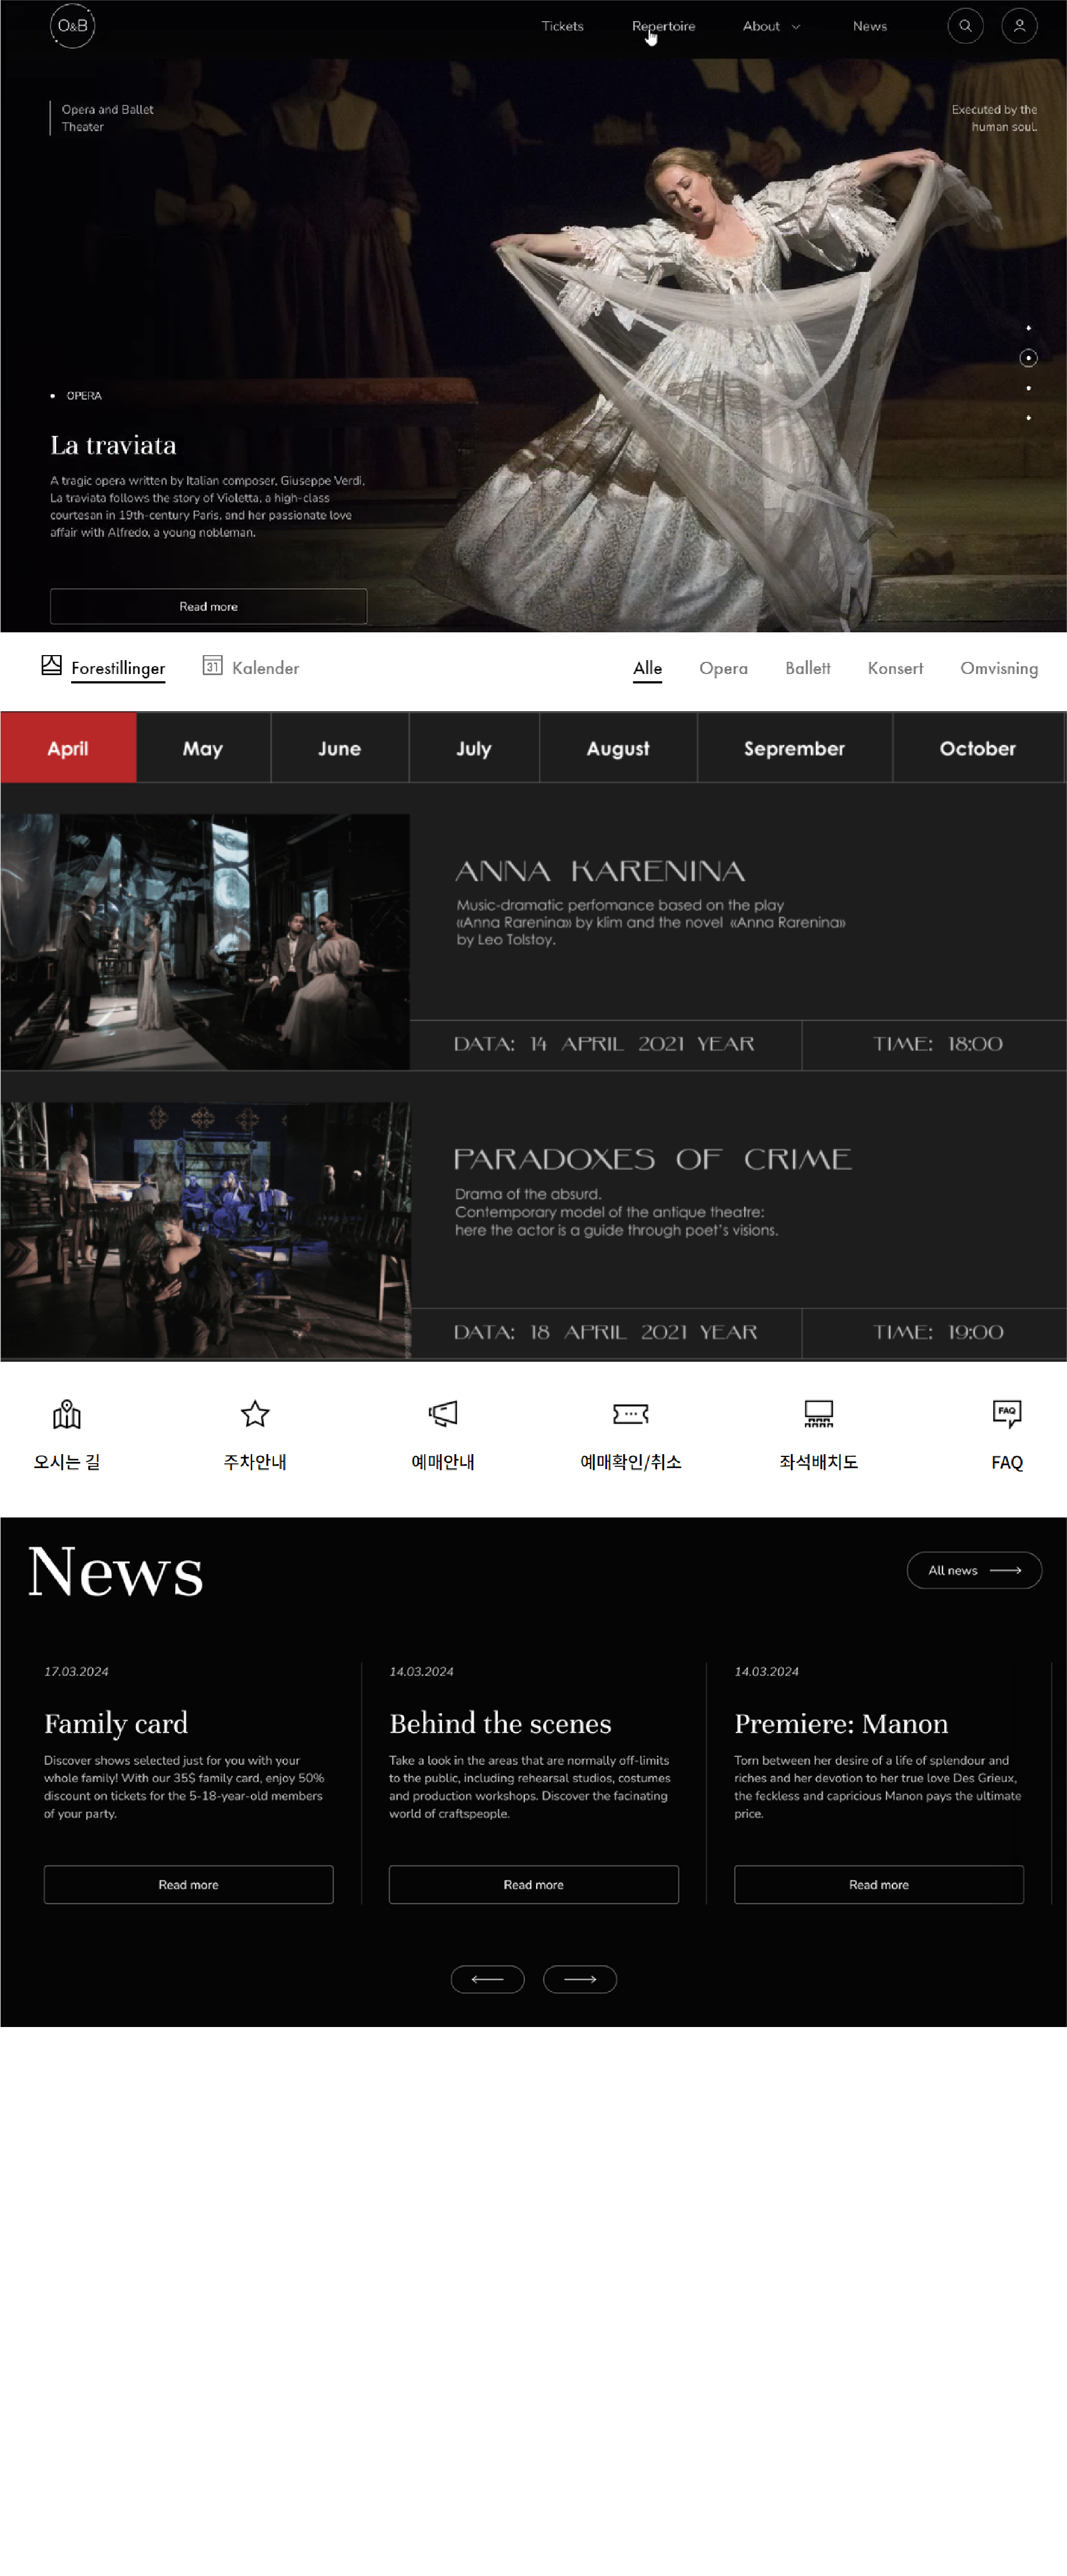 O&B
Tickets
Repertoire
About
News
Opera and Ballet
Theater
Executed by the
human soul.
OPERA
La traviata
A tragic opera written by Italian composer, Giuseppe Verdi,
La traviata follows the story of Violetta, a high-class
courtesan in 19th-century Paris, and her passionate love
affair with Alfredo, a young nobleman.
Read more
Forestillinger
31 Kalender
Alle
Opera
Ballett
Konsert
Omvisning
April
May
June
July
August
Seprember
October
ANNA KARENINA
Music-dramatic perfomance based on the play
«Anna Rarenina» by klim and the novel «Anna Rarenina»
by Leo Tolstoy.
DATA: 14 APRIL 2021 YEAR
TIME: 18:00
PARADOXES OF CRIME
Drama of the absurd.
Contemporary model of the antique theatre:
here the actor is a guide through poet's visions.
DATA: 18 APRIL 2021 YEAR
TIME: 19:00
오시는 길
주차안내
예매안내
예매확인/취소
좌석배치도
FAQ
FAQ
News
All news
17.03.2024
Family card
Discover shows selected just for you with your
whole family! With our 35$ family card, enjoy 50%
discount on tickets for the 5-18-year-old members
of your party.
Read more
14.03.2024
Behind the scenes
Take a look in the areas that are normally off-limits
to the public, including rehearsal studios, costumes
and production workshops. Discover the facinating
world of craftspeople.
Read more
14.03.2024
Premiere: Manon
Torn between her desire of a life of splendour and
riches and her devotion to her true love Des Grieux,
the feckless and capricious Manon pays the ultimate
price.
Read more